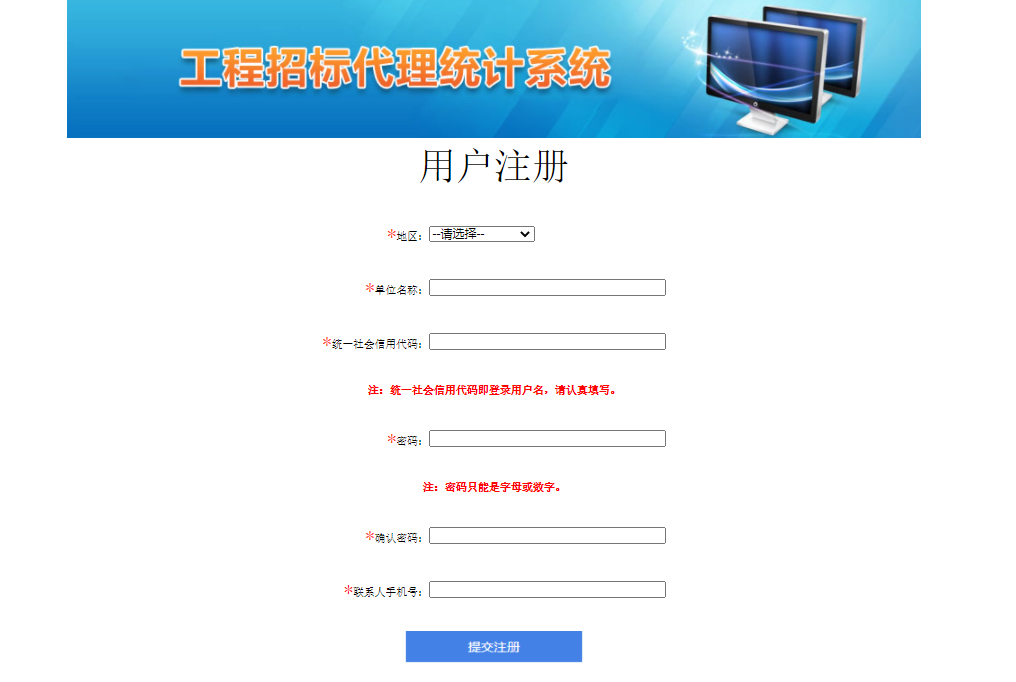 工程招标代理统计系统
用户注册
*地区： --请选择--
*单位名称：
*统一社会信用代码：
注：统一社会信用代码即登录用户名，请认真填写。
*密码：
注：密码只能是字母或数字。
*确认密码：
*联系人手机号：
提交注册